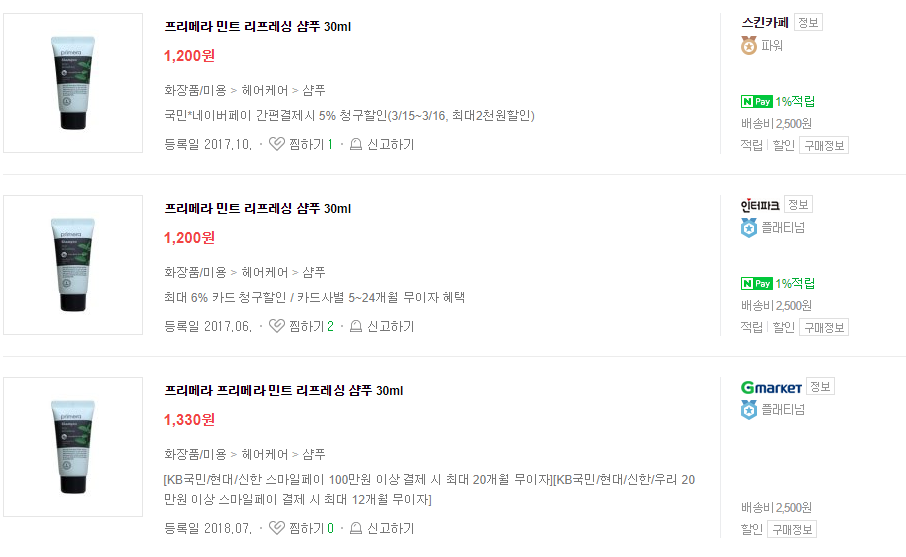 프리메라 민트 리프레싱 샴푸 30ml
1,200원
화장품/미용 > 헤어케어 > 샴푸
국민*네이버페이 간편결제시 5% 청구할인(3/15~3/16, 최대2천원할인)
등록일 2017.10. · 찜하기 1 · 신고하기
스킨카페 정보
파워
N Pay 1%적립
배송비 2,500원
적립 | 할인 구매정보
primera
프리메라 민트 리프레싱 샴푸 30ml
1,200원
화장품/미용 > 헤어케어 > 샴푸
최대 6% 카드 청구할인 / 카드사별 5~24개월 무이자 혜택
등록일 2017.06. · 찜하기 2 · 신고하기
인터파크 정보
플래티넘
N Pay 1%적립
배송비 2,500원
적립 | 할인 구매정보
primera
프리메라 프리메라 민트 리프레싱 샴푸 30ml
1,330원
화장품/미용 > 헤어케어 > 샴푸
[KB국민/현대/신한 스마일페이 100만원 이상 결제 시 최대 20개월 무이자][KB국민/현대/신한/우리 20
만원 이상 스마일페이 결제 시 최대 12개월 무이자]
등록일 2018.07. · 찜하기 0 · 신고하기
Gmarket 정보
플래티넘
배송비 2,500원
할인 구매정보
primera